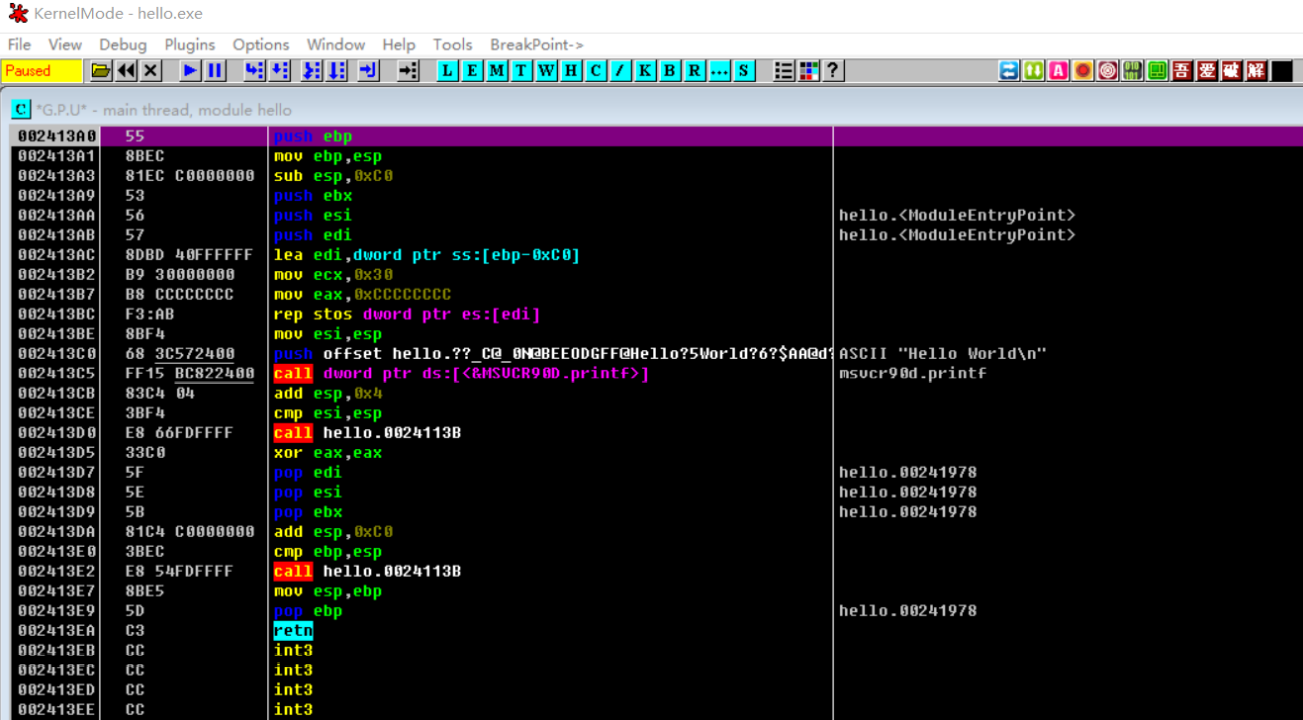 KernelMode - hello.exe
File View Debug Plugins Options Window Help Tools BreakPoint->
Paused L E M T W H C / K B R ... S ? A 吾 爱 破 解
C *G.P.U* - main thread, module hello
002413A0 55 push ebp
002413A1 8BEC mov ebp,esp
002413A3 81EC C0000000 sub esp,0xC0
002413A9 53 push ebx
002413AA 56 push esi hello.<ModuleEntryPoint>
002413AB 57 push edi hello.<ModuleEntryPoint>
002413AC 8DBD 40FFFFFF lea edi,dword ptr ss:[ebp-0xC0]
002413B2 B9 30000000 mov ecx,0x30
002413B7 B8 CCCCCCCC mov eax,0xCCCCCCCC
002413BC F3:AB rep stos dword ptr es:[edi]
002413BE 8BF4 mov esi,esp
002413C0 68 3C572400 push offset hello.??_C@_0N@BEEODGFF@Hello?5World?6?$AA@d? ASCII "Hello World\n"
002413C5 FF15 BC822400 call dword ptr ds:[<&MSVCR90D.printf>] msvcr90d.printf
002413CB 83C4 04 add esp,0x4
002413CE 3BF4 cmp esi,esp
002413D0 E8 66FDFFFF call hello.0024113B
002413D5 33C0 xor eax,eax
002413D7 5F pop edi hello.00241978
002413D8 5E pop esi hello.00241978
002413D9 5B pop ebx hello.00241978
002413DA 81C4 C0000000 add esp,0xC0
002413E0 3BEC cmp ebp,esp
002413E2 E8 54FDFFFF call hello.0024113B
002413E7 8BE5 mov esp,ebp
002413E9 5D pop ebp hello.00241978
002413EA C3 retn
002413EB CC int3
002413EC CC int3
002413ED CC int3
002413EE CC int3